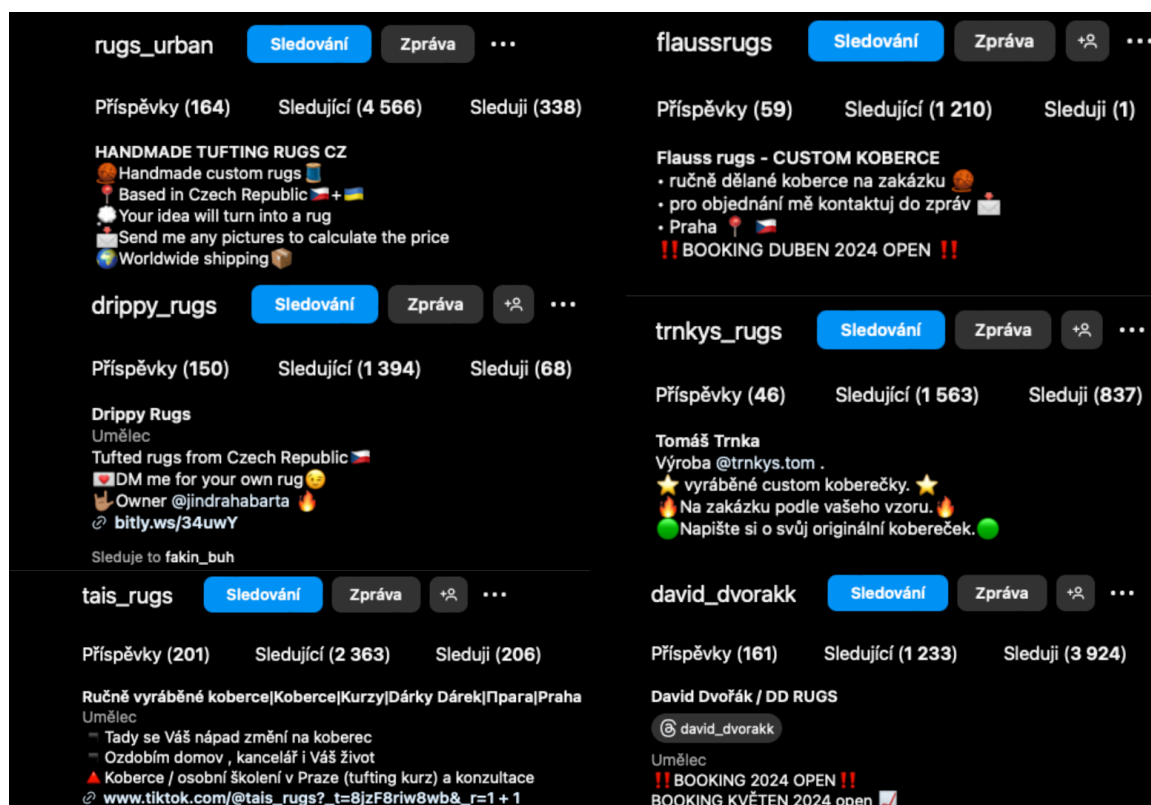 rugs_urban Sledování Zpráva ...
Příspěvky (164) Sledující (4 566) Sleduji (338)
HANDMADE TUFTING RUGS CZ
🧶Handmade custom rugs🧵
📍Based in Czech Republic🇨🇿+🇺🇦
💭Your idea will turn into a rug
📩Send me any pictures to calculate the price
🌍Worldwide shipping📦
drippy_rugs Sledování Zpráva ...
Příspěvky (150) Sledující (1 394) Sleduji (68)
Drippy Rugs
Umělec
Tufted rugs from Czech Republic🇨🇿
💌DM me for your own rug😉
🤟🏽Owner @jindrahabarta 🔥
bitly.ws/34uwY
Sleduje to fakin_buh
tais_rugs Sledování Zpráva ...
Příspěvky (201) Sledující (2 363) Sleduji (206)
Ručně vyráběné koberce|Koberce|Kurzy|Dárky Dárek|Прага|Praha
Umělec
▪️Tady se Váš nápad změní na koberec
▪️Ozdobím domov , kancelář i Váš život
🔺Koberce / osobní školení v Praze (tufting kurz) a konzultace
www.tiktok.com/@tais_rugs?_t=8jzF8riw8wb&_r=1 + 1
flaussrugs Sledování Zpráva ...
Příspěvky (59) Sledující (1 210) Sleduji (1)
Flauss rugs - CUSTOM KOBERCE
• ručně dělané koberce na zakázku 🧶
• pro objednání mě kontaktuj do zpráv 📩
• Praha 📍 🇨🇿
‼️BOOKING DUBEN 2024 OPEN ‼️
trnkys_rugs Sledování Zpráva ...
Příspěvky (46) Sledující (1 563) Sleduji (837)
Tomáš Trnka
Výroba @trnkys.tom .
⭐ vyráběné custom koberečky. ⭐
🔥Na zakázku podle vašeho vzoru.🔥
🟢Napište si o svůj originální kobereček.🟢
david_dvorakk Sledování Zpráva ...
Příspěvky (161) Sledující (1 233) Sleduji (3 924)
David Dvořák / DD RUGS
david_dvorakk
Umělec
‼️BOOKING 2024 OPEN‼️
BOOKING KVĚTEN 2024 open 📈